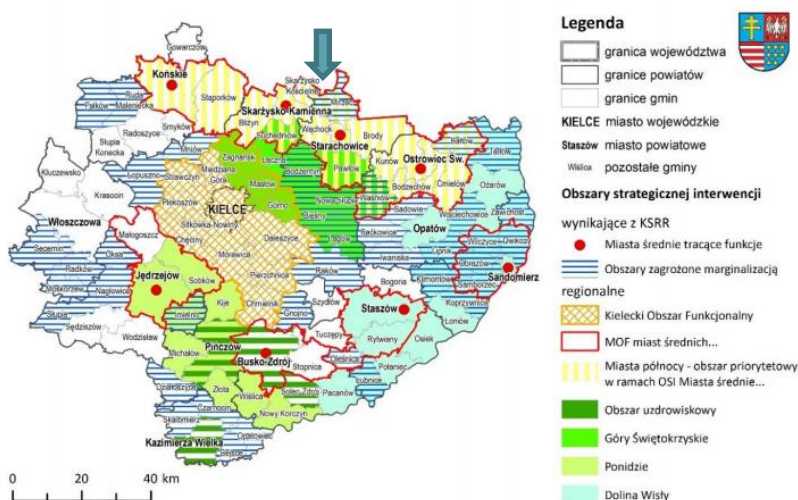 Gowarczów
Końskie
Ruda
Maleniecka
Fałków
Stąporków
Skarżysko
Kościelne
Skarżysko-Kamienna
Mirzec
Radoszyce
Smyków
Bliżyn
Suchedniów
Wąchock
Starachowice
Brody
Słupia
Konecka
Mniów
Łączna
Zagnańsk
Kunów
Ostrowiec Św.
Bałtów
Tarłów
Kluczewsko
Krasocin
Łopuszno
Strawczyn
Miedziana
Góra
Masłów
Bodzentyn
Pawłów
Bodzechów
Ćmielów
Ożarów
Nowa Słupia
Waśniów
Sadowie
Piekoszów
KIELCE
Górno
Bieliny
Opatów
Wojciechowice
Zawichost
Włoszczowa
Małogoszcz
Sitkówka-Nowiny
Chęciny
Daleszyce
Łagów
Baćkowice
Lipnik
Wilczyce
Dwikozy
Secemin
Oksa
Morawica
Iwaniska
Obrazów
Sandomierz
Radków
Jędrzejów
Sobków
Pierzchnica
Raków
Klimontów
Samborzec
Moskorzew
Nagłowice
Bogoria
Koprzywnica
Kije
Chmielnik
Szydłów
Staszów
Słupia
Imielno
Gnojno
Łoniów
Sędziszów
Wodzisław
Pińczów
Tuczępy
Rytwiany
Osiek
Michałów
Busko-Zdrój
Stopnica
Oleśnica
Połaniec
Działoszyce
Złota
Wiślica
Solec-Zdrój
Pacanów
Łubnice
Skalbmierz
Czarnocin
Nowy Korczyn
Kazimierza Wielka
Opatowiec
Bejsce
0 20 40 km
Legenda
granica województwa
granice powiatów
granice gmin
KIELCE miasto wojewódzkie
Staszów miasto powiatowe
Wiślica pozostałe gminy
Obszary strategicznej interwencji
wynikające z KSRR
Miasta średnie tracące funkcje
Obszary zagrożone marginalizacją
regionalne
Kielecki Obszar Funkcjonalny
MOF miast średnich...
Miasta północy - obszar priorytetowy
w ramach OSI Miasta średnie...
Obszar uzdrowiskowy
Góry Świętokrzyskie
Ponidzie
Dolina Wisły